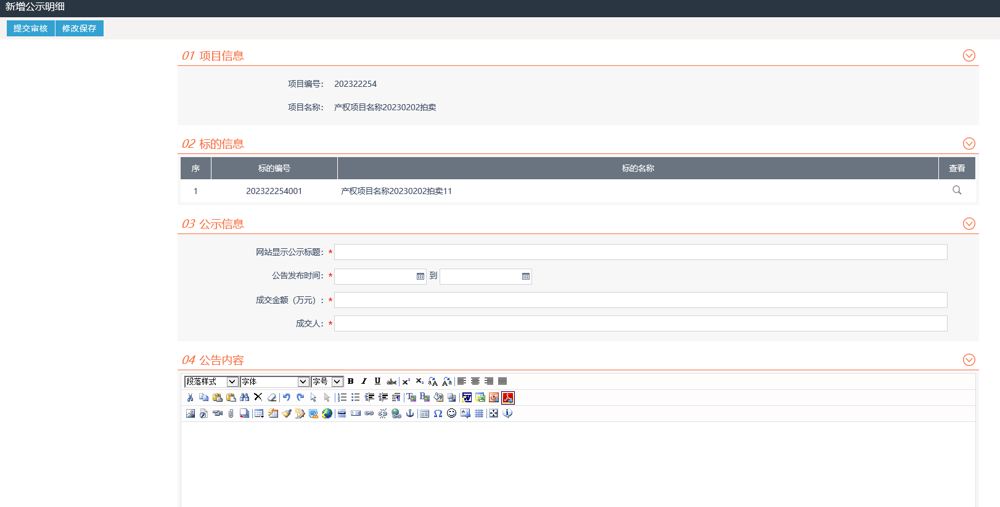 新增公示明细
提交审核 修改保存
01 项目信息
项目编号： 202322254
项目名称： 产权项目名称20230202拍卖
02 标的信息
序 标的编号 标的名称 查看
1 202322254001 产权项目名称20230202拍卖11
03 公示信息
网站显示公示标题：*
公告发布时间：* 到
成交金额（万元）：*
成交人：*
04 公告内容
段落样式 字体 字号